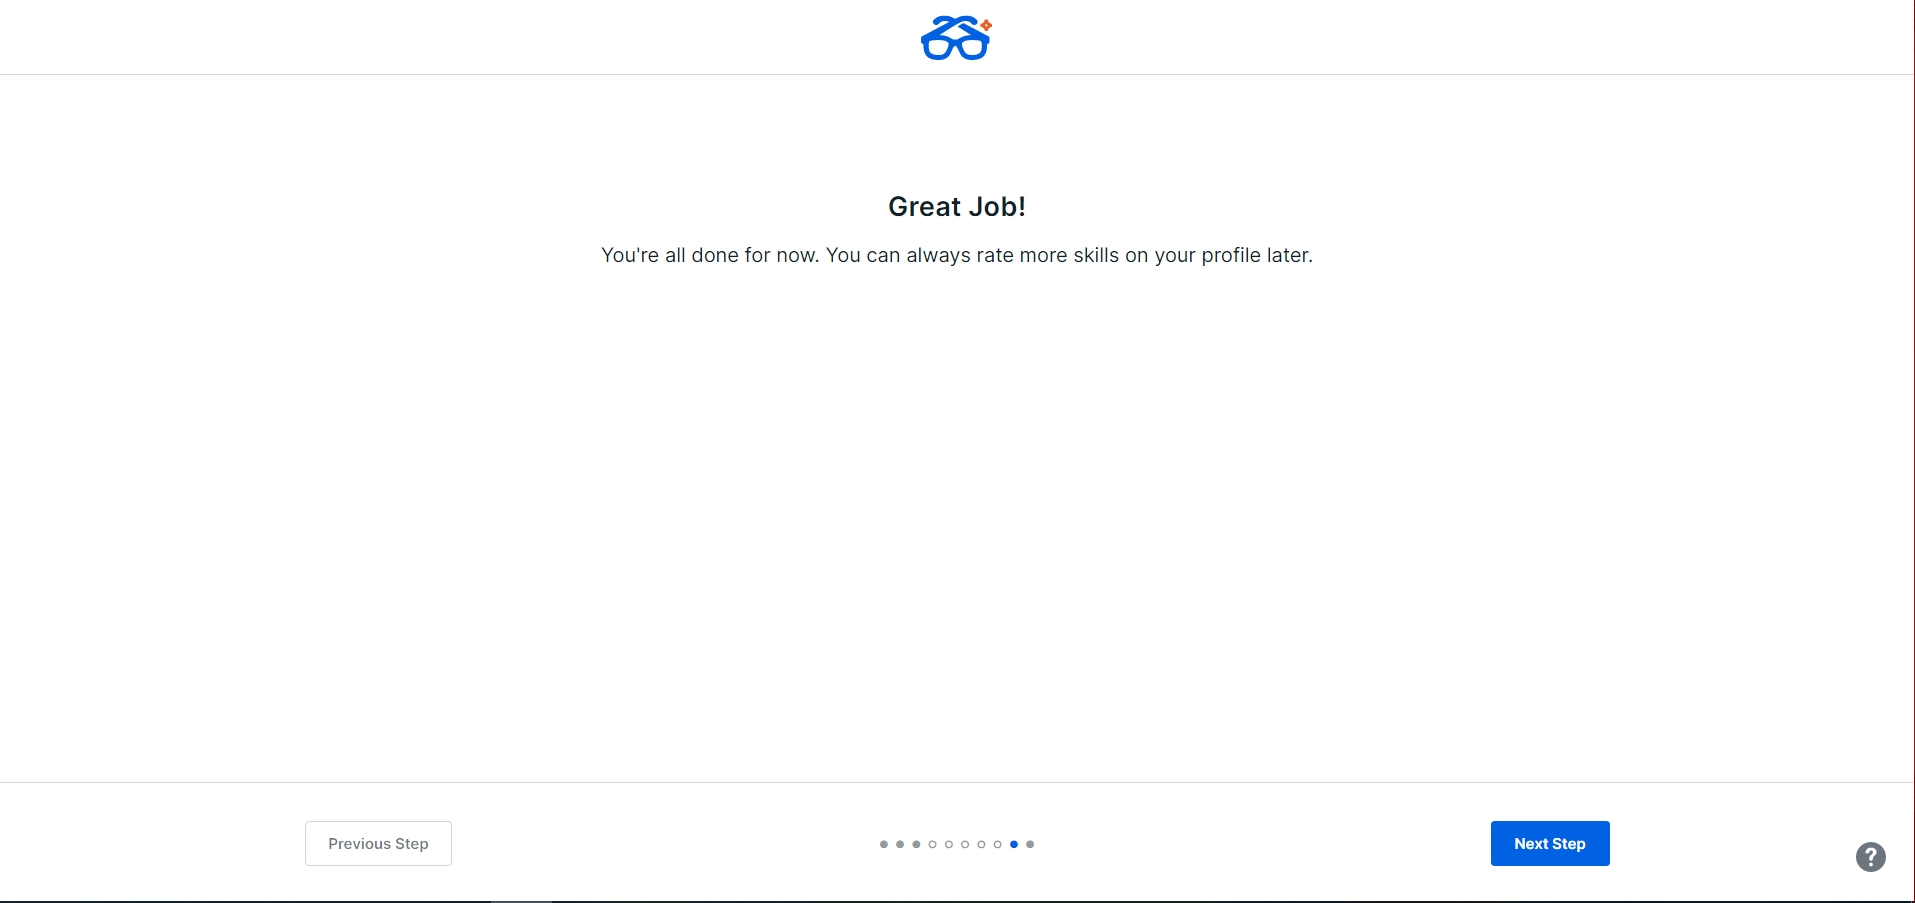 Great Job!
You're all done for now. You can always rate more skills on your profile later.
Previous Step
Next Step
?